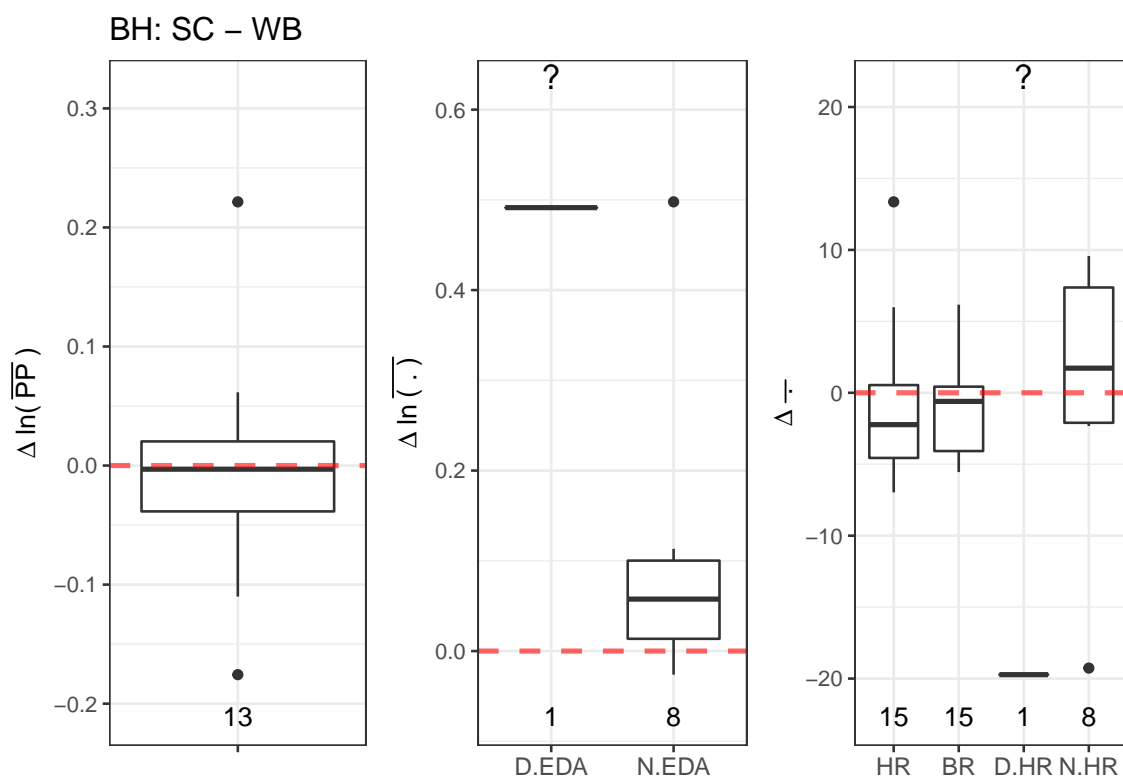 BH: SC − WB
Δ ln( PP )
0.3
0.2
0.1
0.0
−0.1
−0.2
13
Δ ln ( . )
0.6
0.4
0.2
0.0
?
1
8
D.EDA
N.EDA
Δ .
20
10
0
−10
−20
?
15
15
1
8
HR
BR
D.HR
N.HR